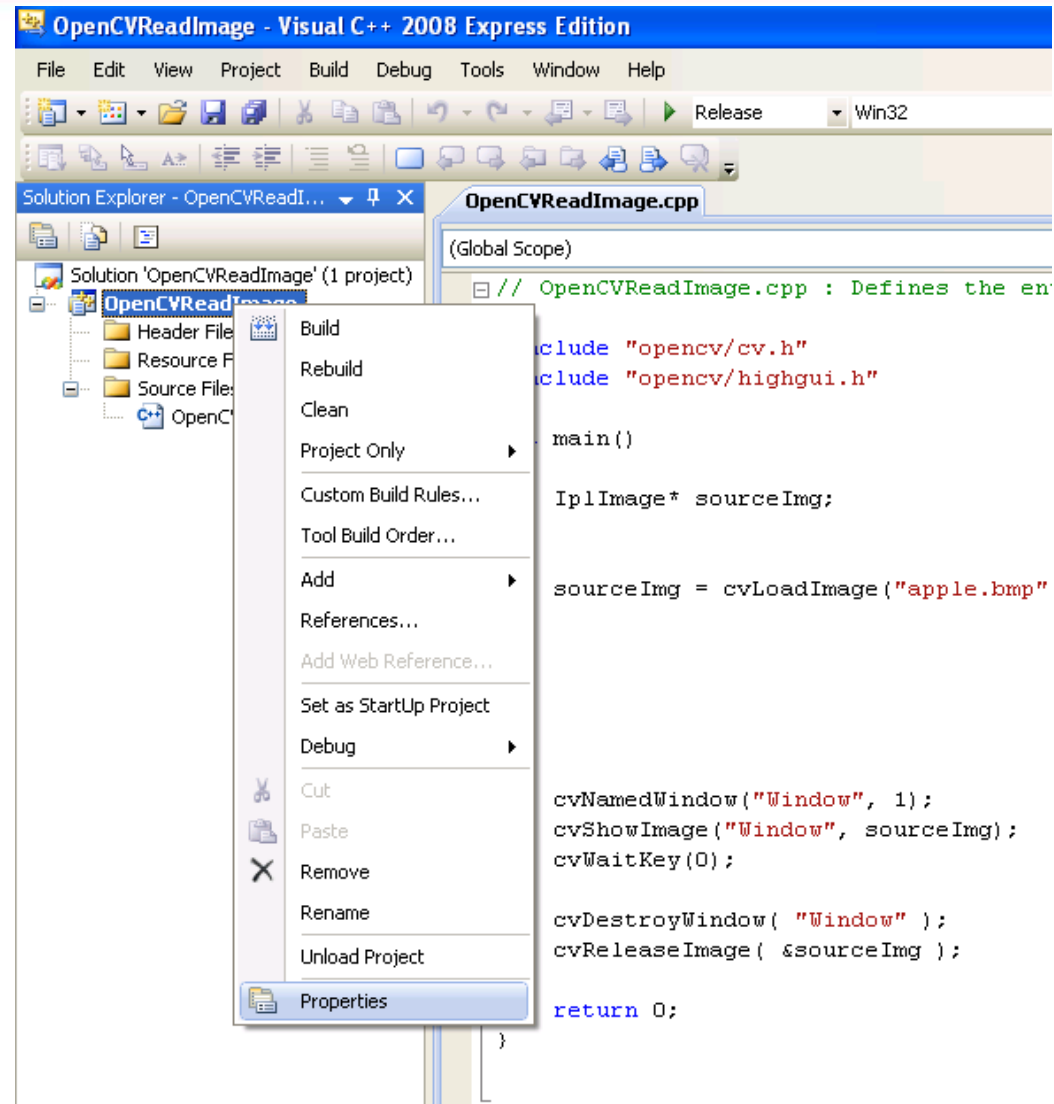 OpenCVReadImage - Visual C++ 2008 Express Edition
File Edit View Project Build Debug Tools Window Help
Release Win32
Solution Explorer - OpenCVReadI...
Solution 'OpenCVReadImage' (1 project)
OpenCVReadImage
Header File
Resource F
Source Files
C++ OpenC
Build
Rebuild
Clean
Project Only
Custom Build Rules...
Tool Build Order...
Add
References...
Add Web Reference...
Set as StartUp Project
Debug
Cut
Paste
Remove
Rename
Unload Project
Properties
OpenCVReadImage.cpp
(Global Scope)
// OpenCVReadImage.cpp : Defines the en
clude "opencv/cv.h"
clude "opencv/highgui.h"
main()
IplImage* sourceImg;
sourceImg = cvLoadImage("apple.bmp"
cvNamedWindow("Window", 1);
cvShowImage("Window", sourceImg);
cvWaitKey(0);
cvDestroyWindow( "Window" );
cvReleaseImage( &sourceImg );
return 0;
}